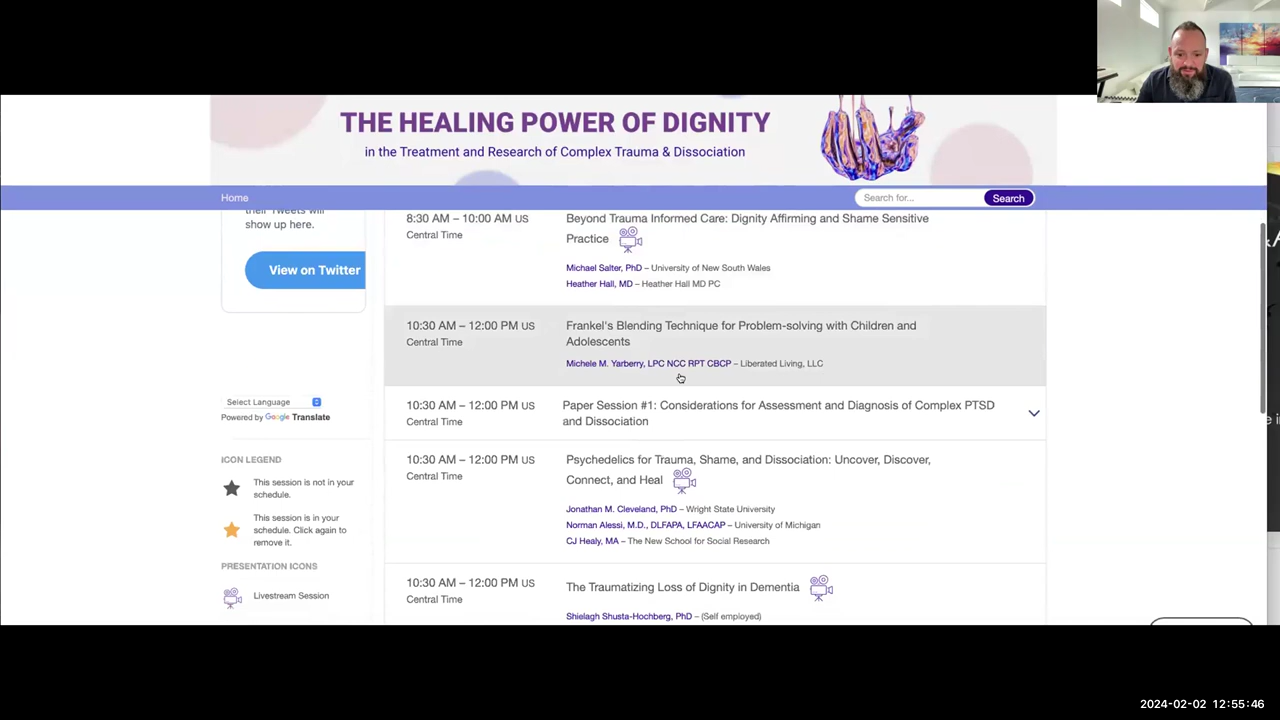 THE HEALING POWER OF DIGNITY
in the Treatment and Research of Complex Trauma & Dissociation
Home
Search for...
Search
their Tweets will
show up here.
View on Twitter
Select Language
Powered by Google Translate
ICON LEGEND
This session is not in your
schedule.
This session is in your
schedule. Click again to
remove it.
PRESENTATION ICONS
Livestream Session
8:30 AM – 10:00 AM US
Central Time
Beyond Trauma Informed Care: Dignity Affirming and Shame Sensitive
Practice
Michael Salter, PhD – University of New South Wales
Heather Hall, MD – Heather Hall MD PC
10:30 AM – 12:00 PM US
Central Time
Frankel's Blending Technique for Problem-solving with Children and
Adolescents
Michele M. Yarberry, LPC NCC RPT CBCP – Liberated Living, LLC
10:30 AM – 12:00 PM US
Central Time
Paper Session #1: Considerations for Assessment and Diagnosis of Complex PTSD
and Dissociation
10:30 AM – 12:00 PM US
Central Time
Psychedelics for Trauma, Shame, and Dissociation: Uncover, Discover,
Connect, and Heal
Jonathan M. Cleveland, PhD – Wright State University
Norman Alessi, M.D., DLFAPA, LFAACAP – University of Michigan
CJ Healy, MA – The New School for Social Research
10:30 AM – 12:00 PM US
Central Time
The Traumatizing Loss of Dignity in Dementia
Shielagh Shusta-Hochberg, PhD – (Self employed)
2024-02-02 12:55:46